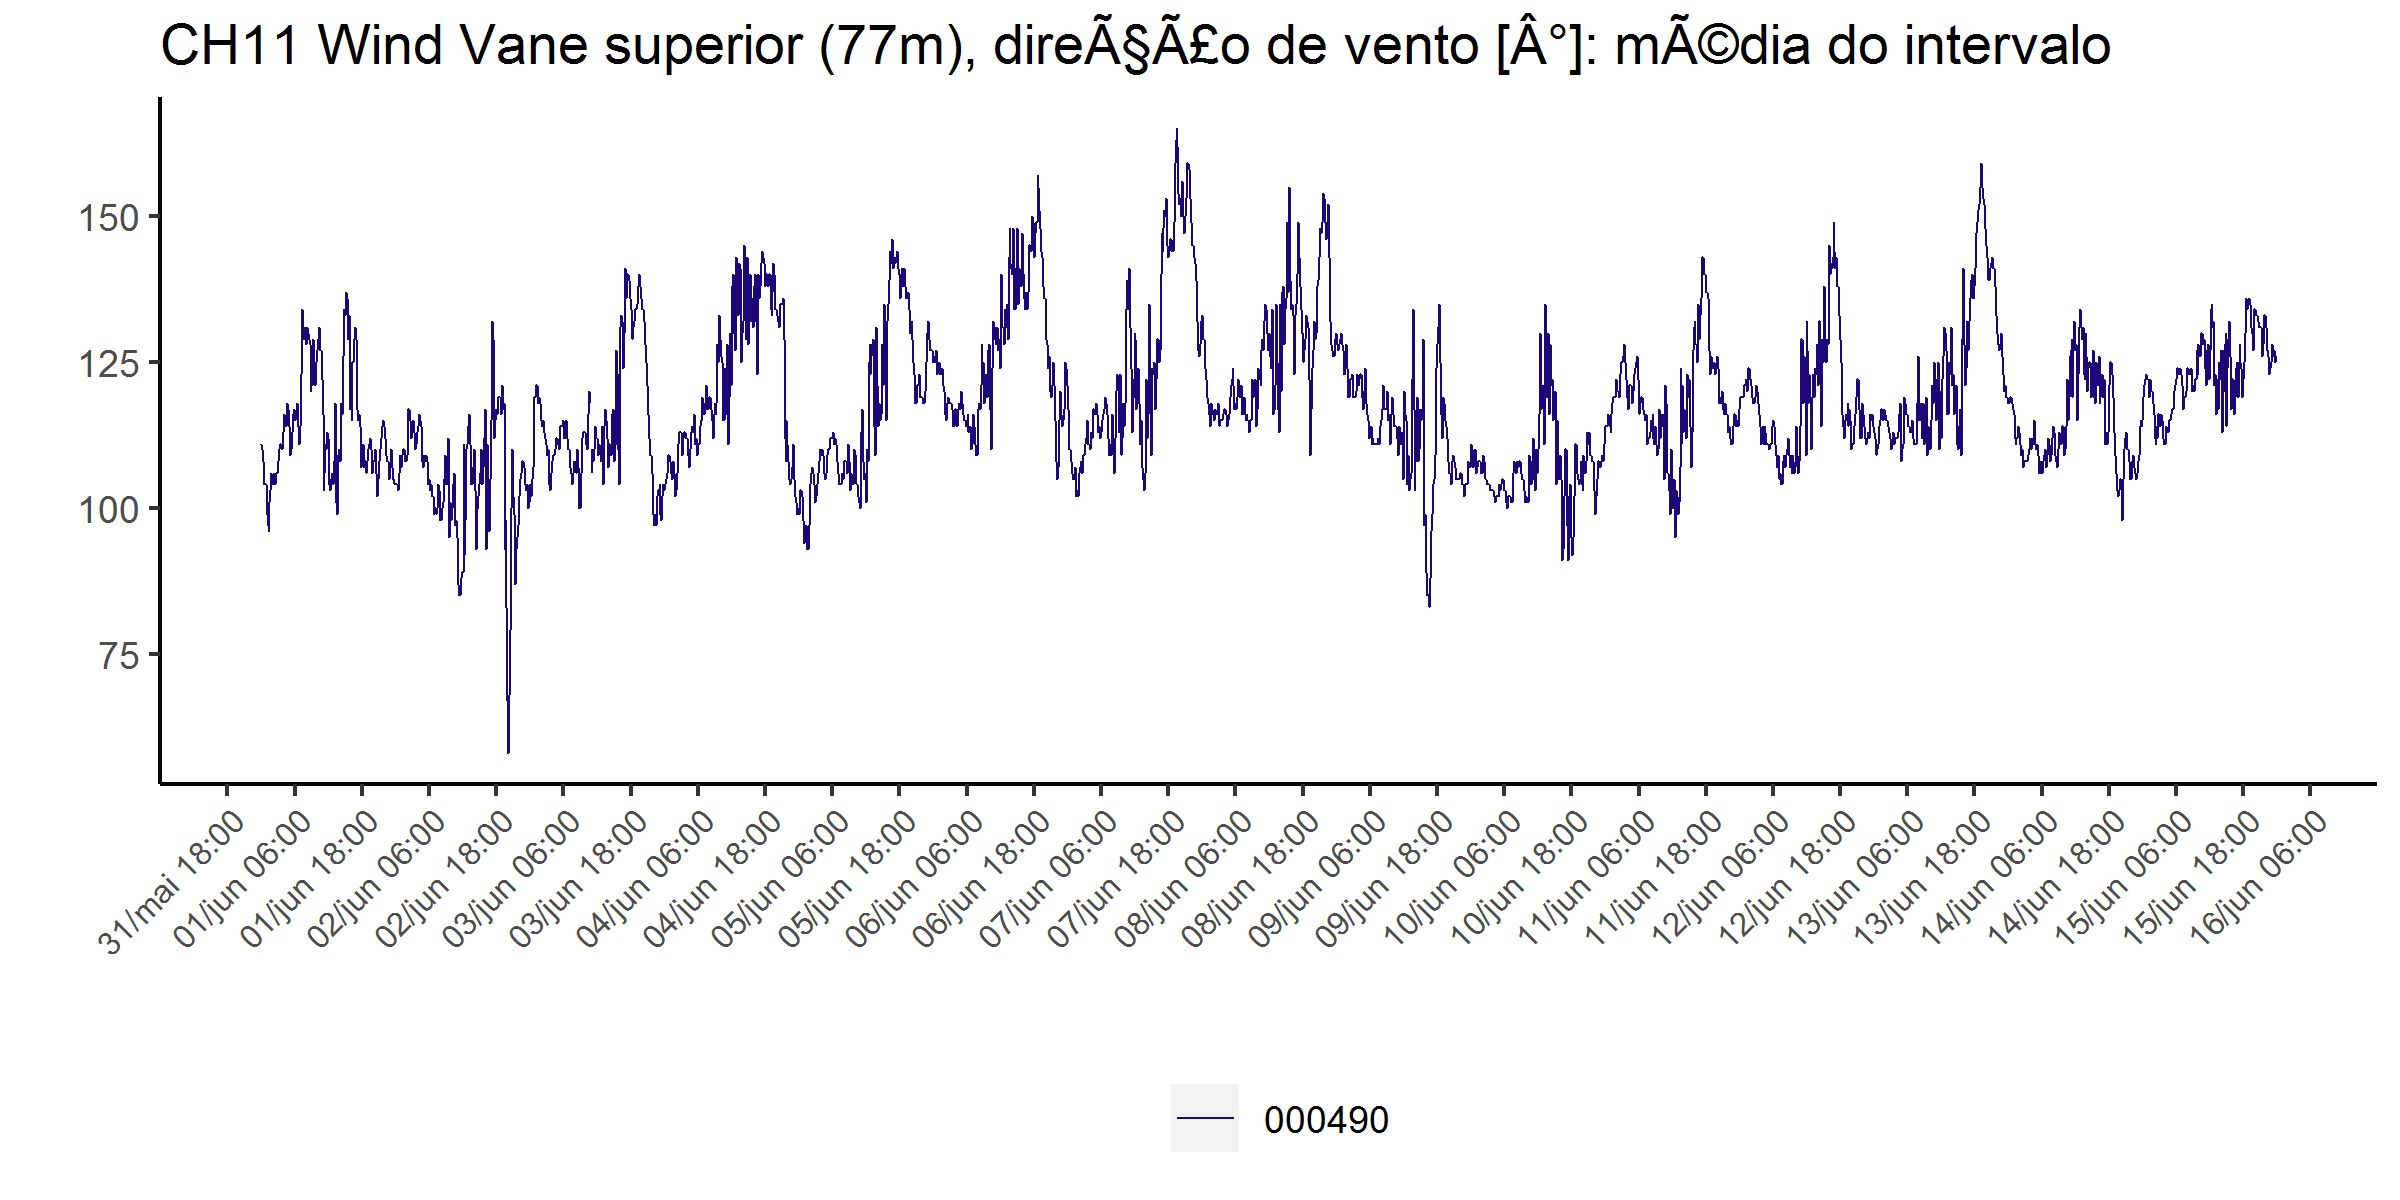 CH11 Wind Vane superior (77m), direÃ§Ã£o de vento [Â°]: mÃ©dia do intervalo
150
125
100
75
31/mai 18:00
01/jun 06:00
01/jun 18:00
02/jun 06:00
02/jun 18:00
03/jun 06:00
03/jun 18:00
04/jun 06:00
04/jun 18:00
05/jun 06:00
05/jun 18:00
06/jun 06:00
06/jun 18:00
07/jun 06:00
07/jun 18:00
08/jun 06:00
08/jun 18:00
09/jun 06:00
09/jun 18:00
10/jun 06:00
10/jun 18:00
11/jun 06:00
11/jun 18:00
12/jun 06:00
12/jun 18:00
13/jun 06:00
13/jun 18:00
14/jun 06:00
14/jun 18:00
15/jun 06:00
15/jun 18:00
16/jun 06:00
000490